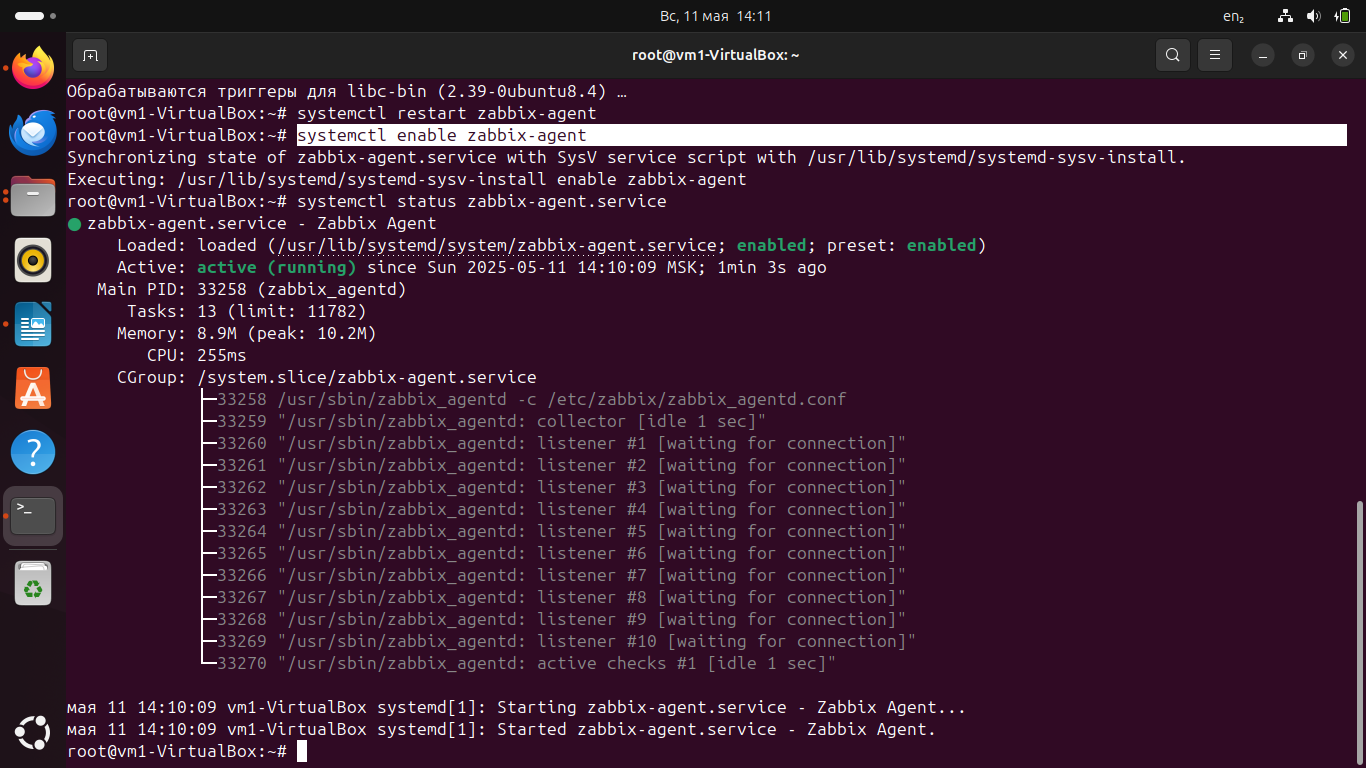 Вс, 11 мая 14:11
en₂
root@vm1-VirtualBox: ~
Обрабатываются триггеры для libc-bin (2.39-0ubuntu8.4) …
root@vm1-VirtualBox:~# systemctl restart zabbix-agent
root@vm1-VirtualBox:~# systemctl enable zabbix-agent
Synchronizing state of zabbix-agent.service with SysV service script with /usr/lib/systemd/systemd-sysv-install.
Executing: /usr/lib/systemd/systemd-sysv-install enable zabbix-agent
root@vm1-VirtualBox:~# systemctl status zabbix-agent.service
● zabbix-agent.service - Zabbix Agent
Loaded: loaded (/usr/lib/systemd/system/zabbix-agent.service; enabled; preset: enabled)
Active: active (running) since Sun 2025-05-11 14:10:09 MSK; 1min 3s ago
Main PID: 33258 (zabbix_agentd)
Tasks: 13 (limit: 11782)
Memory: 8.9M (peak: 10.2M)
CPU: 255ms
CGroup: /system.slice/zabbix-agent.service
├─33258 /usr/sbin/zabbix_agentd -c /etc/zabbix/zabbix_agentd.conf
├─33259 "/usr/sbin/zabbix_agentd: collector [idle 1 sec]"
├─33260 "/usr/sbin/zabbix_agentd: listener #1 [waiting for connection]"
├─33261 "/usr/sbin/zabbix_agentd: listener #2 [waiting for connection]"
├─33262 "/usr/sbin/zabbix_agentd: listener #3 [waiting for connection]"
├─33263 "/usr/sbin/zabbix_agentd: listener #4 [waiting for connection]"
├─33264 "/usr/sbin/zabbix_agentd: listener #5 [waiting for connection]"
├─33265 "/usr/sbin/zabbix_agentd: listener #6 [waiting for connection]"
├─33266 "/usr/sbin/zabbix_agentd: listener #7 [waiting for connection]"
├─33267 "/usr/sbin/zabbix_agentd: listener #8 [waiting for connection]"
├─33268 "/usr/sbin/zabbix_agentd: listener #9 [waiting for connection]"
├─33269 "/usr/sbin/zabbix_agentd: listener #10 [waiting for connection]"
└─33270 "/usr/sbin/zabbix_agentd: active checks #1 [idle 1 sec]"
мая 11 14:10:09 vm1-VirtualBox systemd[1]: Starting zabbix-agent.service - Zabbix Agent...
мая 11 14:10:09 vm1-VirtualBox systemd[1]: Started zabbix-agent.service - Zabbix Agent.
root@vm1-VirtualBox:~#